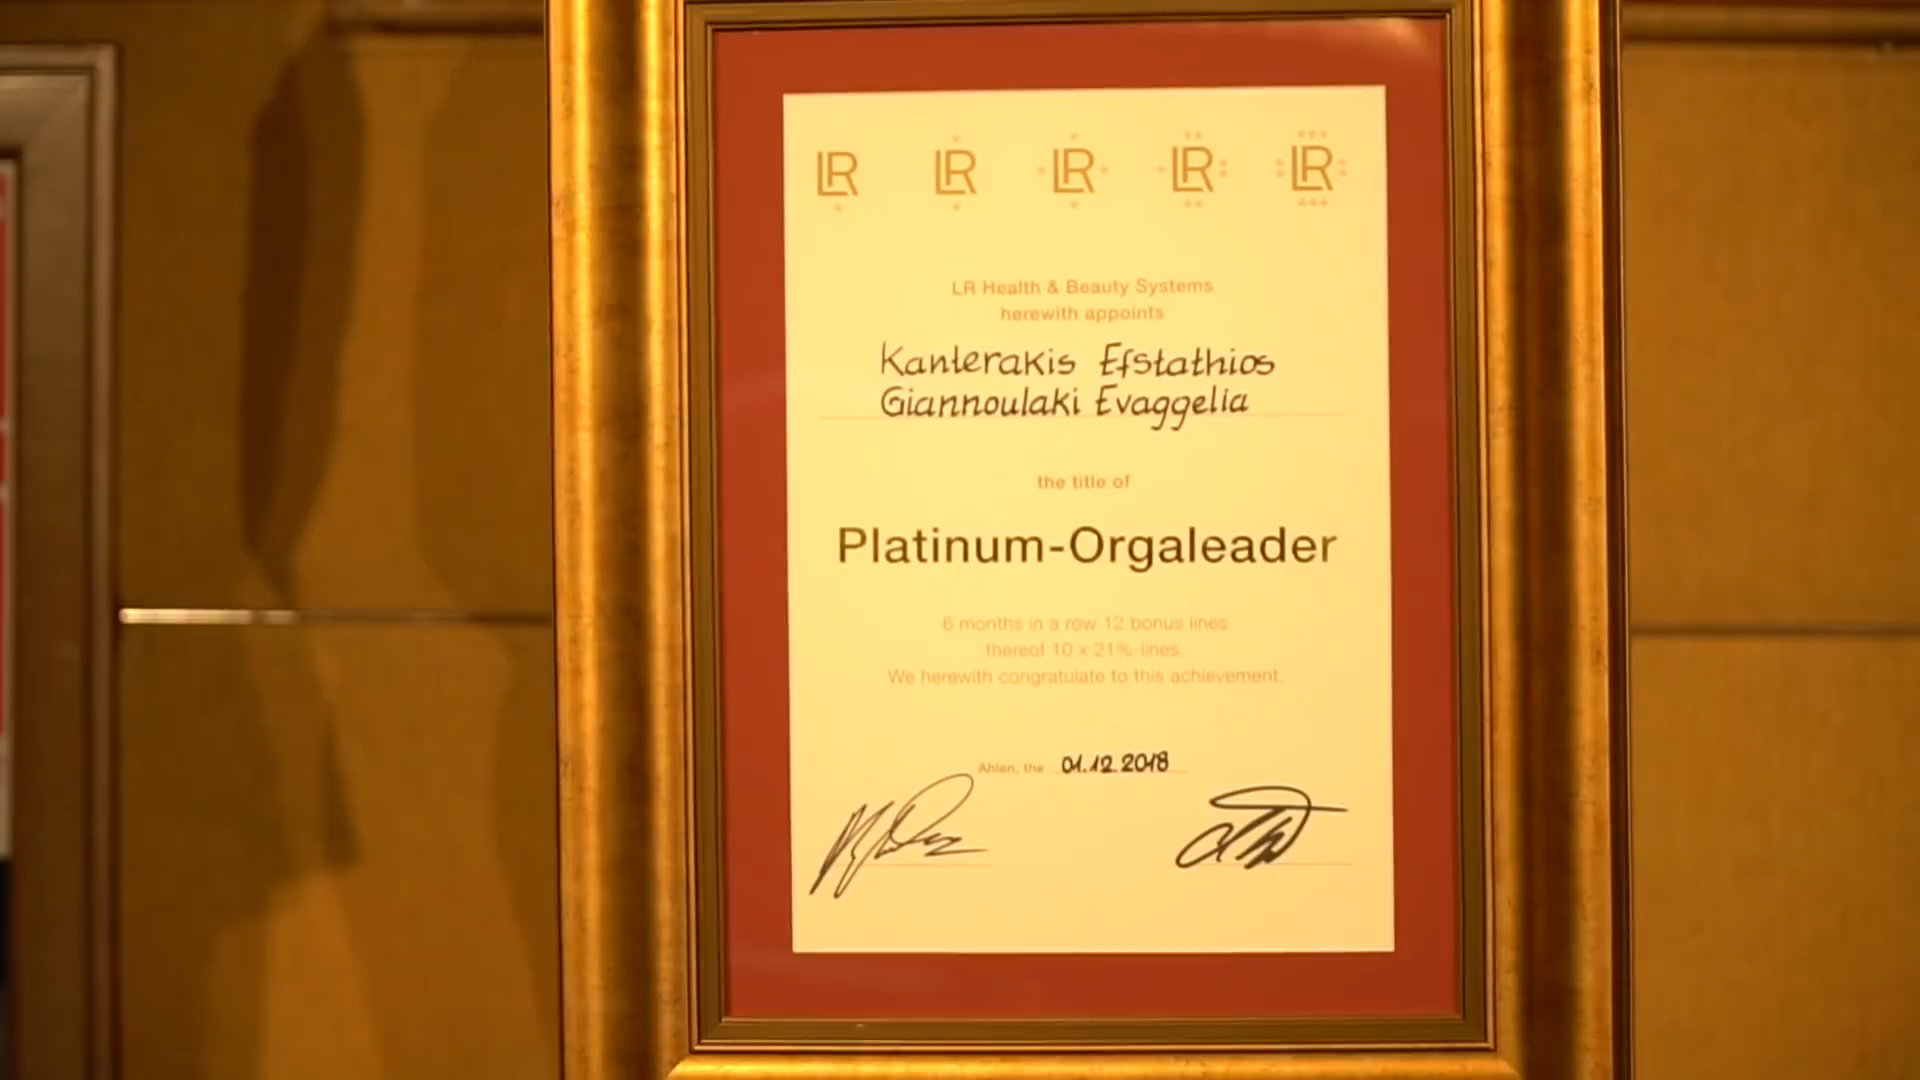 LR LR LR LR LR
LR Health & Beauty Systems
herewith appoints
Kanterakis Efstathios
Giannoulaki Evaggelia
the title of
Platinum-Orgaleader
6 months in a row 12 bonus lines
thereof 10 x 21%-lines.
We herewith congratulate to this achievement.
Ahlen, the 01.12.2018